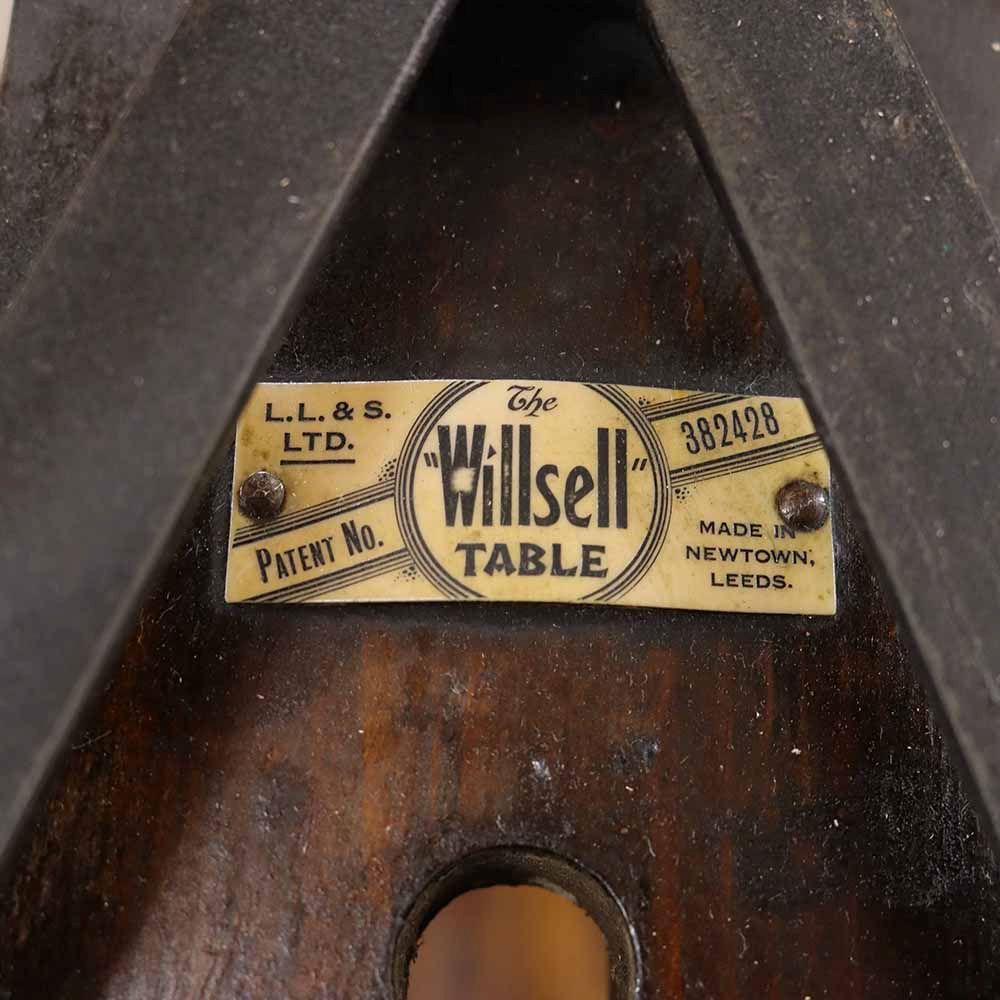 L.L. & S.
LTD.
PATENT No.
The
"Willsell"
TABLE
382428
MADE IN
NEWTOWN,
LEEDS.